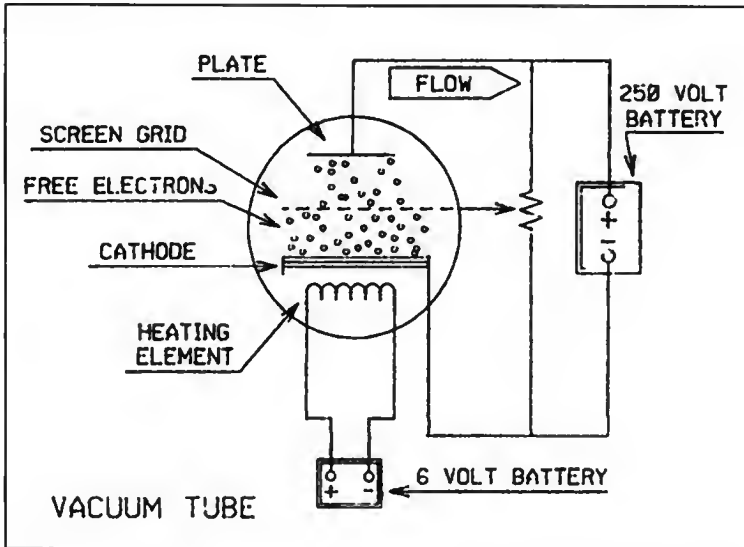 PLATE
FLOW
250 VOLT
BATTERY
SCREEN GRID
FREE ELECTRONS
CATHODE
HEATING
ELEMENT
+
-
+ -
6 VOLT BATTERY
VACUUM TUBE